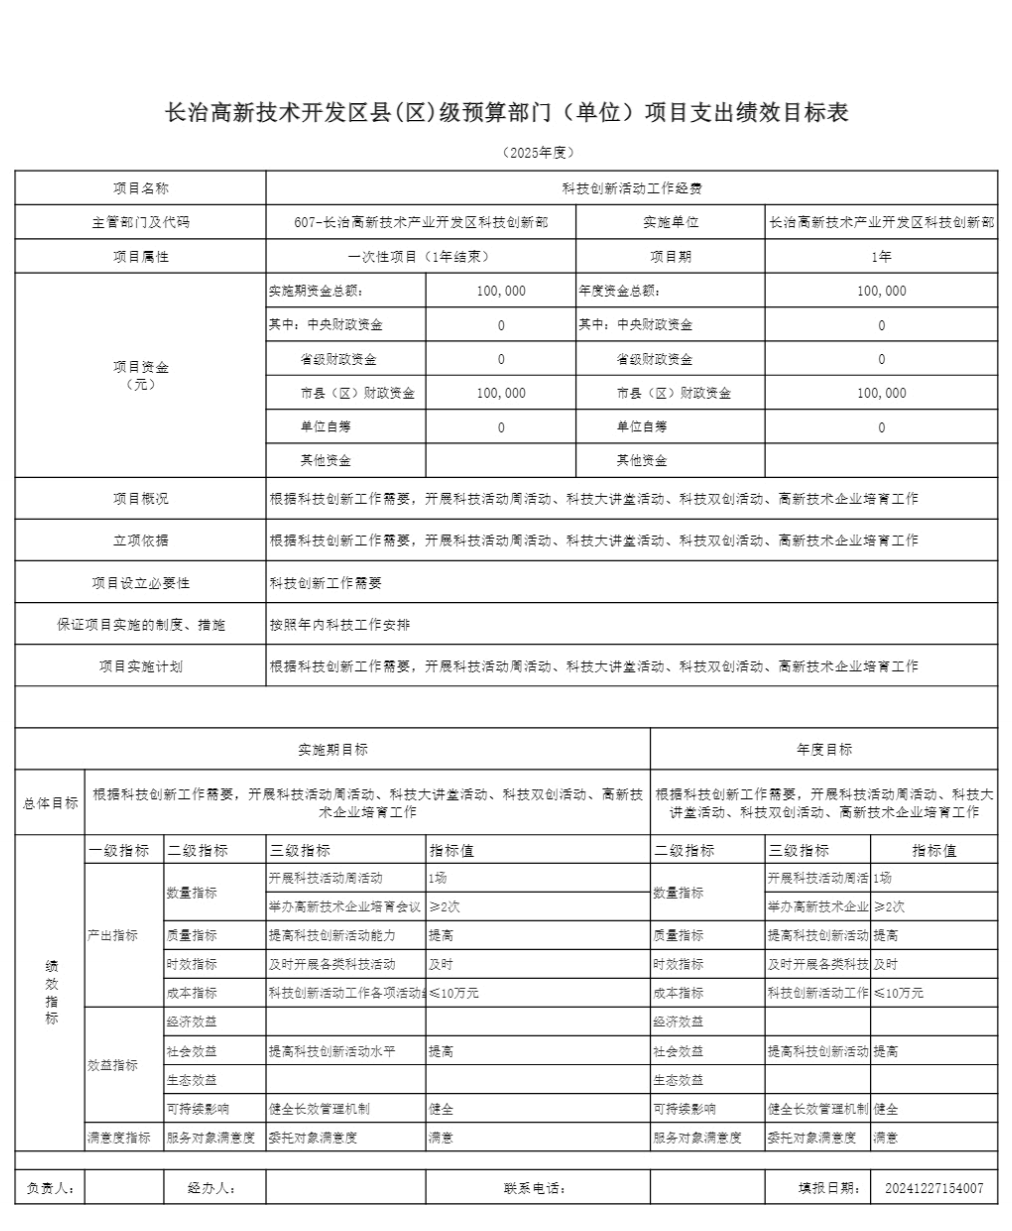 长治高新技术开发区县(区)级预算部门（单位）项目支出绩效目标表
（2025年度）
项目名称 科技创新活动工作经费
主管部门及代码 607-长治高新技术产业开发区科技创新部 实施单位 长治高新技术产业开发区科技创新部
项目属性 一次性项目（1年结束） 项目期 1年
项目资金
（元）
实施期资金总额: 100,000 年度资金总额: 100,000
其中: 中央财政资金 0 其中: 中央财政资金 0
省级财政资金 0 省级财政资金 0
市县（区）财政资金 100,000 市县（区）财政资金 100,000
单位自筹 0 单位自筹 0
其他资金 其他资金
项目概况 根据科技创新工作需要，开展科技活动周活动、科技大讲堂活动、科技双创活动、高新技术企业培育工作
立项依据 根据科技创新工作需要，开展科技活动周活动、科技大讲堂活动、科技双创活动、高新技术企业培育工作
项目设立必要性 科技创新工作需要
保证项目实施的制度、措施 按照年内科技工作安排
项目实施计划 根据科技创新工作需要，开展科技活动周活动、科技大讲堂活动、科技双创活动、高新技术企业培育工作
实施期目标 年度目标
总体目标
根据科技创新工作需要，开展科技活动周活动、科技大讲堂活动、科技双创活动、高新技
术企业培育工作
根据科技创新工作需要，开展科技活动周活动、科技大
讲堂活动、科技双创活动、高新技术企业培育工作
绩
效
指
标
一级指标 二级指标 三级指标 指标值 二级指标 三级指标 指标值
产出指标
数量指标 开展科技活动周活动 1场 数量指标 开展科技活动周活 1场
举办高新技术企业培育会议 ≥2次 举办高新技术企业 ≥2次
质量指标 提高科技创新活动能力 提高 质量指标 提高科技创新活动 提高
时效指标 及时开展各类科技活动 及时 时效指标 及时开展各类科技 及时
成本指标 科技创新活动工作各项活动 ≤10万元 成本指标 科技创新活动工作 ≤10万元
效益指标
经济效益 经济效益
社会效益 提高科技创新活动水平 提高 社会效益 提高科技创新活动 提高
生态效益 生态效益
可持续影响 健全长效管理机制 健全 可持续影响 健全长效管理机制 健全
满意度指标 服务对象满意度 委托对象满意度 满意 服务对象满意度 委托对象满意度 满意
负责人: 经办人: 联系电话: 填报日期: 20241227154007